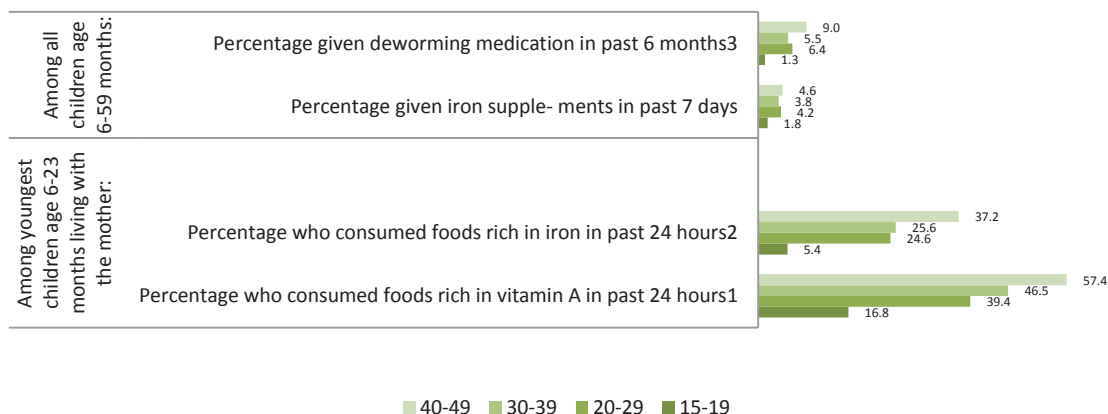 Among all
children age
6-59 months:
Percentage given deworming medication in past 6 months3
9.0
5.5
6.4
1.3
Percentage given iron supple- ments in past 7 days
4.6
3.8
4.2
1.8
Among youngest
children age 6-23
months living with
the mother:
Percentage who consumed foods rich in iron in past 24 hours2
37.2
25.6
24.6
5.4
Percentage who consumed foods rich in vitamin A in past 24 hours1
57.4
46.5
39.4
16.8
40-49 30-39 20-29 15-19